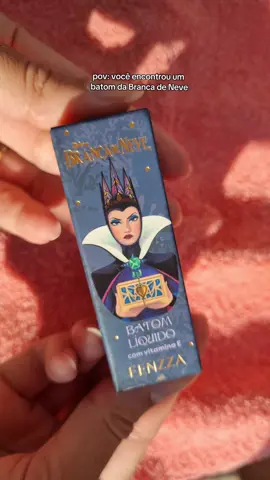 pov: você encontrou um
batom da Branca de Neve
BRANCA DE NEVE
BATOM
LÍQUIDO
com vitamina E
FENZZA